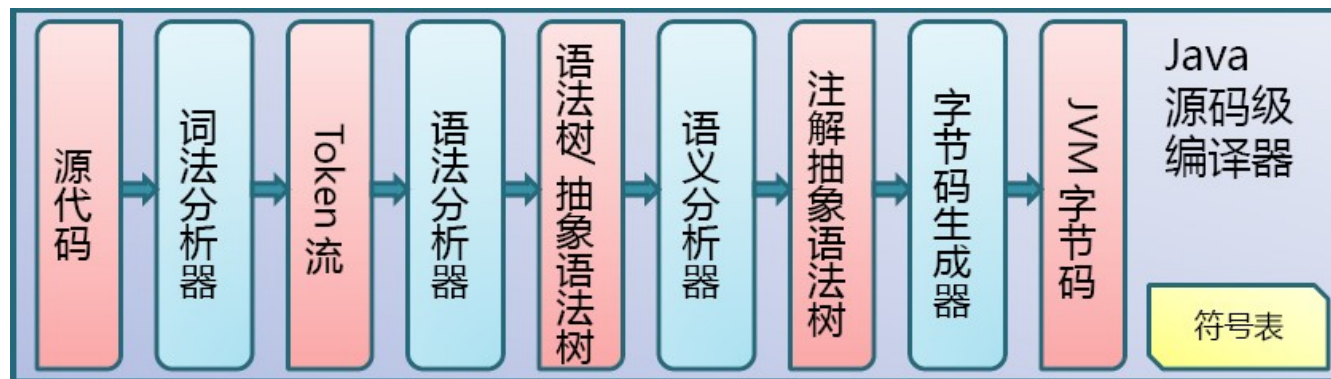 源代码
词法分析器
Token 流
语法分析器
语法树/ 抽象语法树
语义分析器
注解抽象语法树
字节码生成器
JVM 字节码
Java
源码级
编译器
符号表